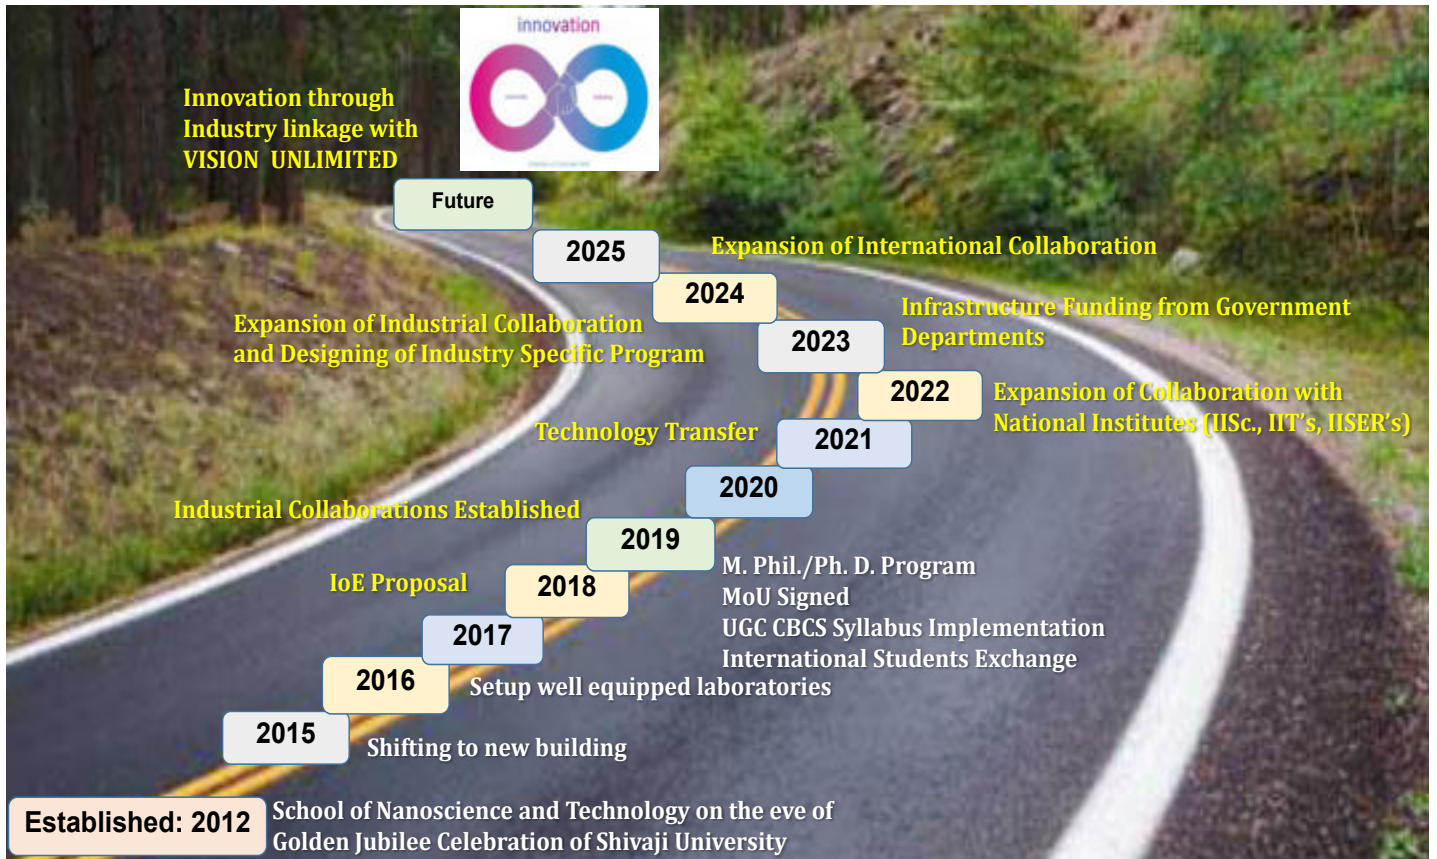 innovation
Innovation through
Industry linkage with
VISION UNLIMITED
Future
2025
Expansion of International Collaboration
2024
Infrastructure Funding from Government
Departments
Expansion of Industrial Collaboration
and Designing of Industry Specific Program
2023
2022
Expansion of Collaboration with
National Institutes (IISc., IIT's, IISER's)
Technology Transfer
2021
2020
Industrial Collaborations Established
2019
M. Phil./Ph. D. Program
MoU Signed
UGC CBCS Syllabus Implementation
International Students Exchange
IoE Proposal
2018
2017
2016
Setup well equipped laboratories
2015
Shifting to new building
Established: 2012
School of Nanoscience and Technology on the eve of
Golden Jubilee Celebration of Shivaji University